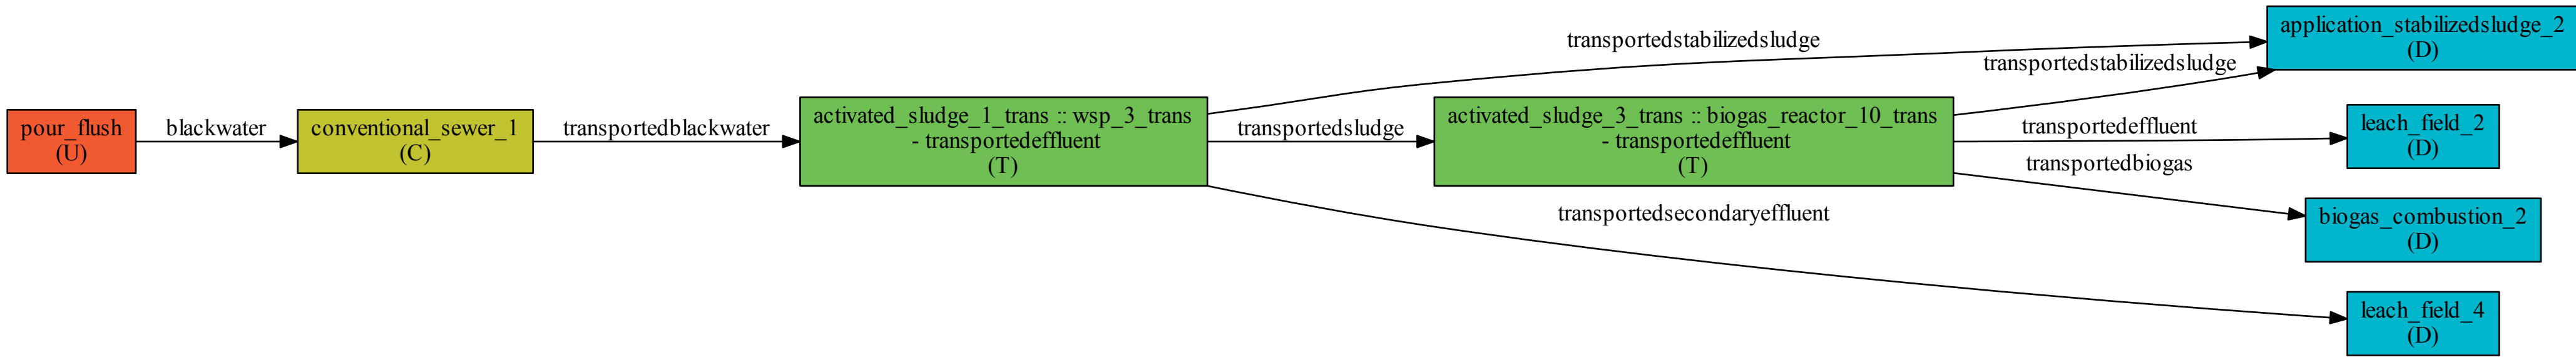 pour_flush
(U)
blackwater
conventional_sewer_1
(C)
transportedblackwater
activated_sludge_1_trans :: wsp_3_trans
- transportedeffluent
(T)
transportedstabilizedsludge
transportedsludge
transportedsecondaryeffluent
activated_sludge_3_trans :: biogas_reactor_10_trans
- transportedeffluent
(T)
transportedstabilizedsludge
transportedeffluent
transportedbiogas
application_stabilizedsludge_2
(D)
leach_field_2
(D)
biogas_combustion_2
(D)
leach_field_4
(D)